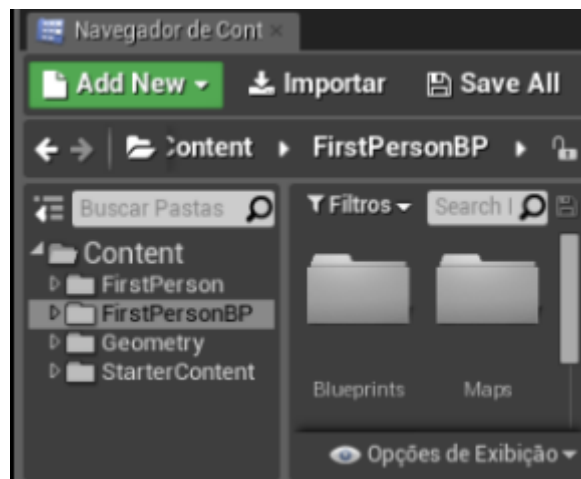 Navegador de Cont
Add New Importar Save All
Content FirstPersonBP
Buscar Pastas Filtros Search
Content
FirstPerson
FirstPersonBP
Geometry
StarterContent
Blueprints Maps
Opções de Exibição